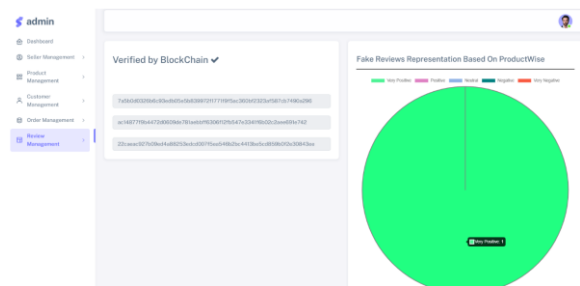 admin
Dashboard
Seller Management
Product
Management
Customer
Management
Order Management
Review
Management
Verified by BlockChain ✔
Fake Reviews Representation Based On ProductWise
Very Positive
Positive
Neutral
Negative
Very Negative
Very Positive: 1